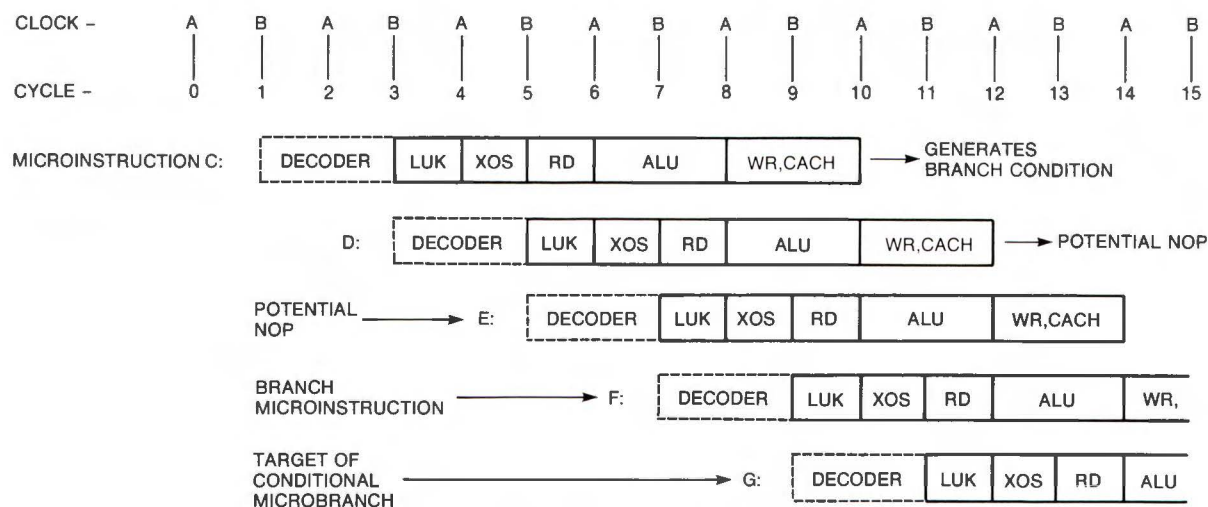 CLOCK – A B A B A B A B A B A B A B A B
CYCLE – 0 1 2 3 4 5 6 7 8 9 10 11 12 13 14 15
MICROINSTRUCTION C: DECODER LUK XOS RD ALU WR,CACH GENERATES
BRANCH CONDITION
D: DECODER LUK XOS RD ALU WR,CACH POTENTIAL NOP
POTENTIAL
NOP E: DECODER LUK XOS RD ALU WR,CACH
BRANCH
MICROINSTRUCTION F: DECODER LUK XOS RD ALU WR,
TARGET OF
CONDITIONAL
MICROBRANCH G: DECODER LUK XOS RD ALU